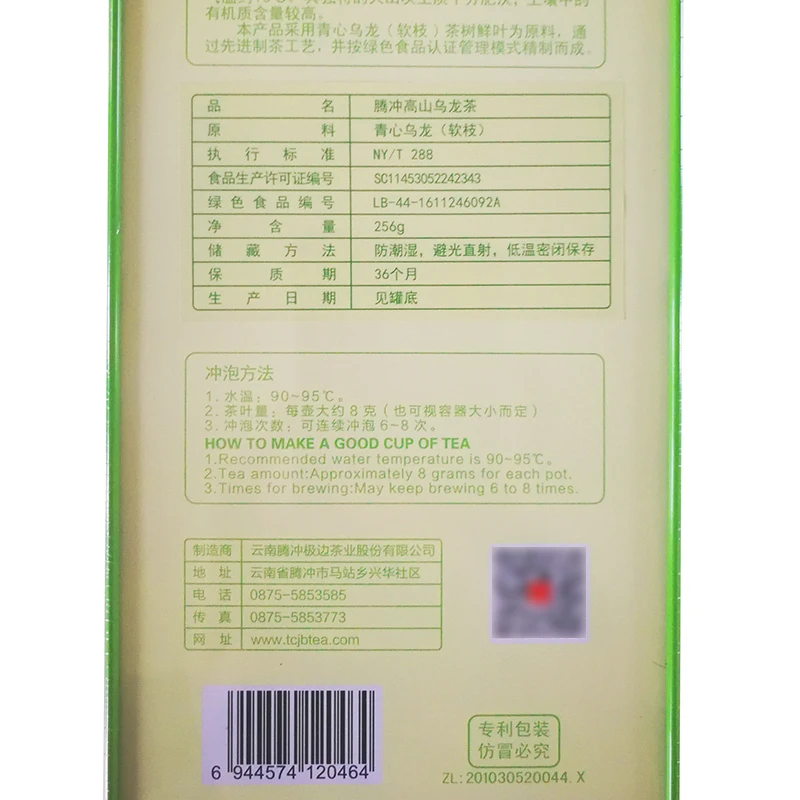 有机质含量较高。
本产品采用青心乌龙（软枝）茶树鲜叶为原料，通
过先进制茶工艺，并按绿色食品认证管理模式精制而成。
品名 腾冲高山乌龙茶
原料 青心乌龙（软枝）
执行标准 NY/T 288
食品生产许可证编号 SC11453052242343
绿色食品编号 LB-44-1611246092A
净含量 256g
储藏方法 防潮湿，避光直射，低温密闭保存
保质期 36个月
生产日期 见罐底
冲泡方法
1. 水温：90~95℃。
2. 茶叶量：每壶大约8克（也可视容器大小而定）
3. 冲泡次数：可连续冲泡6~8次。
HOW TO MAKE A GOOD CUP OF TEA
1.Recommended water temperature is 90~95℃。
2.Tea amount:Approximately 8 grams for each pot.
3.Times for brewing:May keep brewing 6 to 8 times.
制造商 云南腾冲极边茶业股份有限公司
地址 云南省腾冲市马站乡兴华社区
电话 0875-5853585
传真 0875-5853773
网址 www.tcjbtea.com
6 944574 120464
专利包装
仿冒必究
ZL:201030520044.X